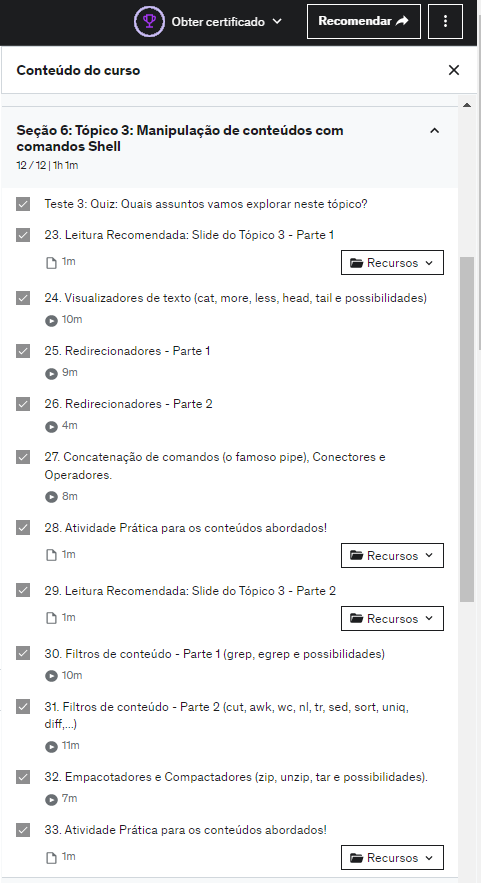 Obter certificado
Recomendar
Conteúdo do curso
Seção 6: Tópico 3: Manipulação de conteúdos com
comandos Shell
12 / 12 | 1h 1m
Teste 3: Quiz: Quais assuntos vamos explorar neste tópico?
23. Leitura Recomendada: Slide do Tópico 3 - Parte 1
1m
Recursos
24. Visualizadores de texto (cat, more, less, head, tail e possibilidades)
10m
25. Redirecionadores - Parte 1
9m
26. Redirecionadores - Parte 2
4m
27. Concatenação de comandos (o famoso pipe), Conectores e
Operadores.
8m
28. Atividade Prática para os conteúdos abordados!
1m
Recursos
29. Leitura Recomendada: Slide do Tópico 3 - Parte 2
1m
Recursos
30. Filtros de conteúdo - Parte 1 (grep, egrep e possibilidades)
10m
31. Filtros de conteúdo - Parte 2 (cut, awk, wc, nl, tr, sed, sort, uniq,
diff,...)
11m
32. Empacotadores e Compactadores (zip, unzip, tar e possibilidades).
7m
33. Atividade Prática para os conteúdos abordados!
1m
Recursos